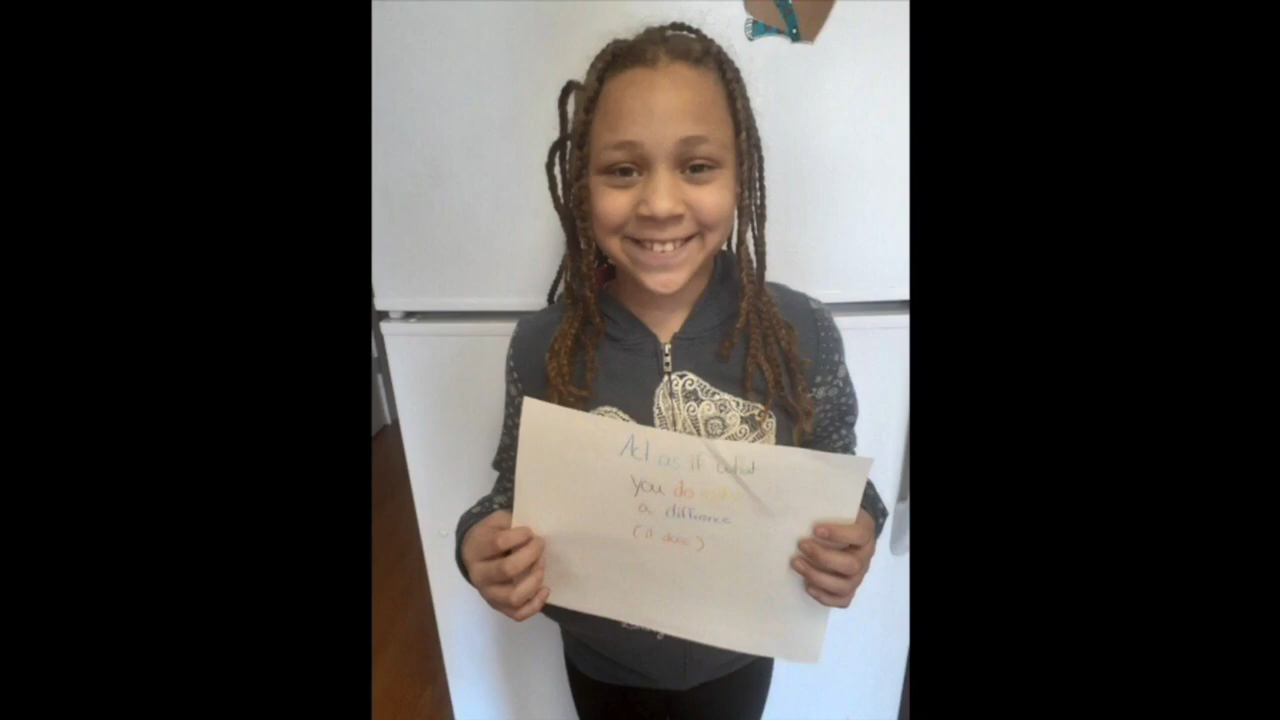 Act as if what
you do makes
a difference
(it does)